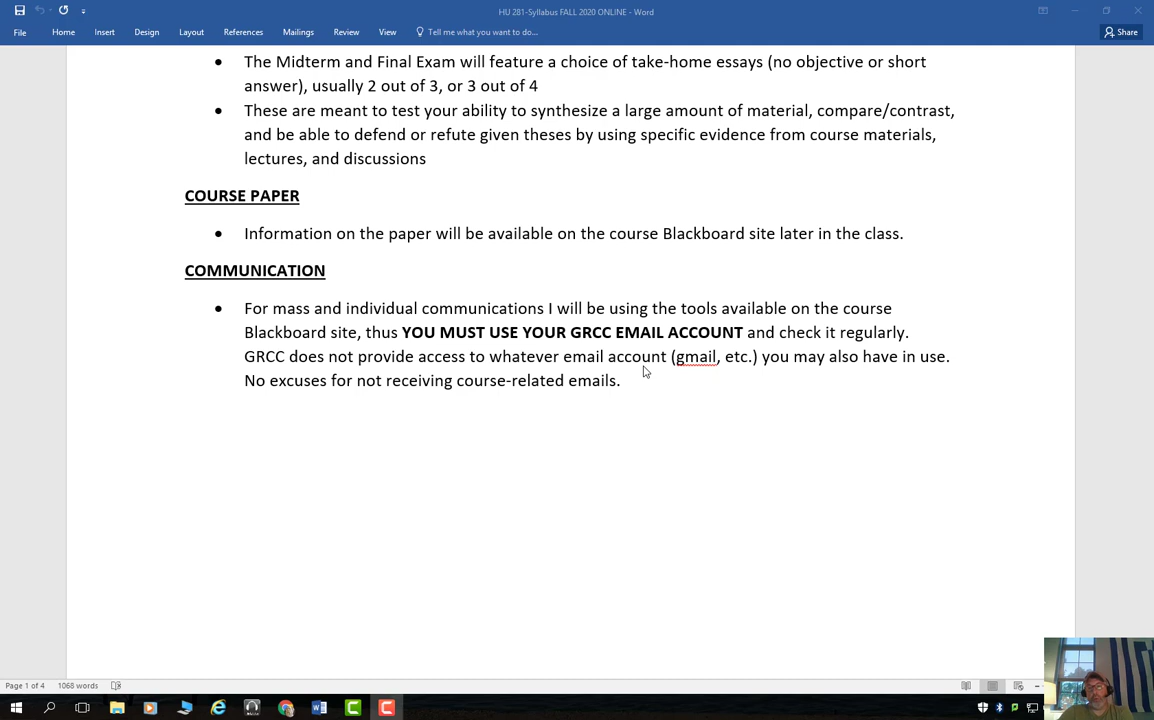 HU 281-Syllabus FALL 2020 ONLINE - Word
File Home Insert Design Layout References Mailings Review View Tell me what you want to do... Share
• The Midterm and Final Exam will feature a choice of take-home essays (no objective or short
answer), usually 2 out of 3, or 3 out of 4
• These are meant to test your ability to synthesize a large amount of material, compare/contrast,
and be able to defend or refute given theses by using specific evidence from course materials,
lectures, and discussions
COURSE PAPER
• Information on the paper will be available on the course Blackboard site later in the class.
COMMUNICATION
• For mass and individual communications I will be using the tools available on the course
Blackboard site, thus YOU MUST USE YOUR GRCC EMAIL ACCOUNT and check it regularly.
GRCC does not provide access to whatever email account (gmail, etc.) you may also have in use.
No excuses for not receiving course-related emails.
Page 1 of 4 1068 words